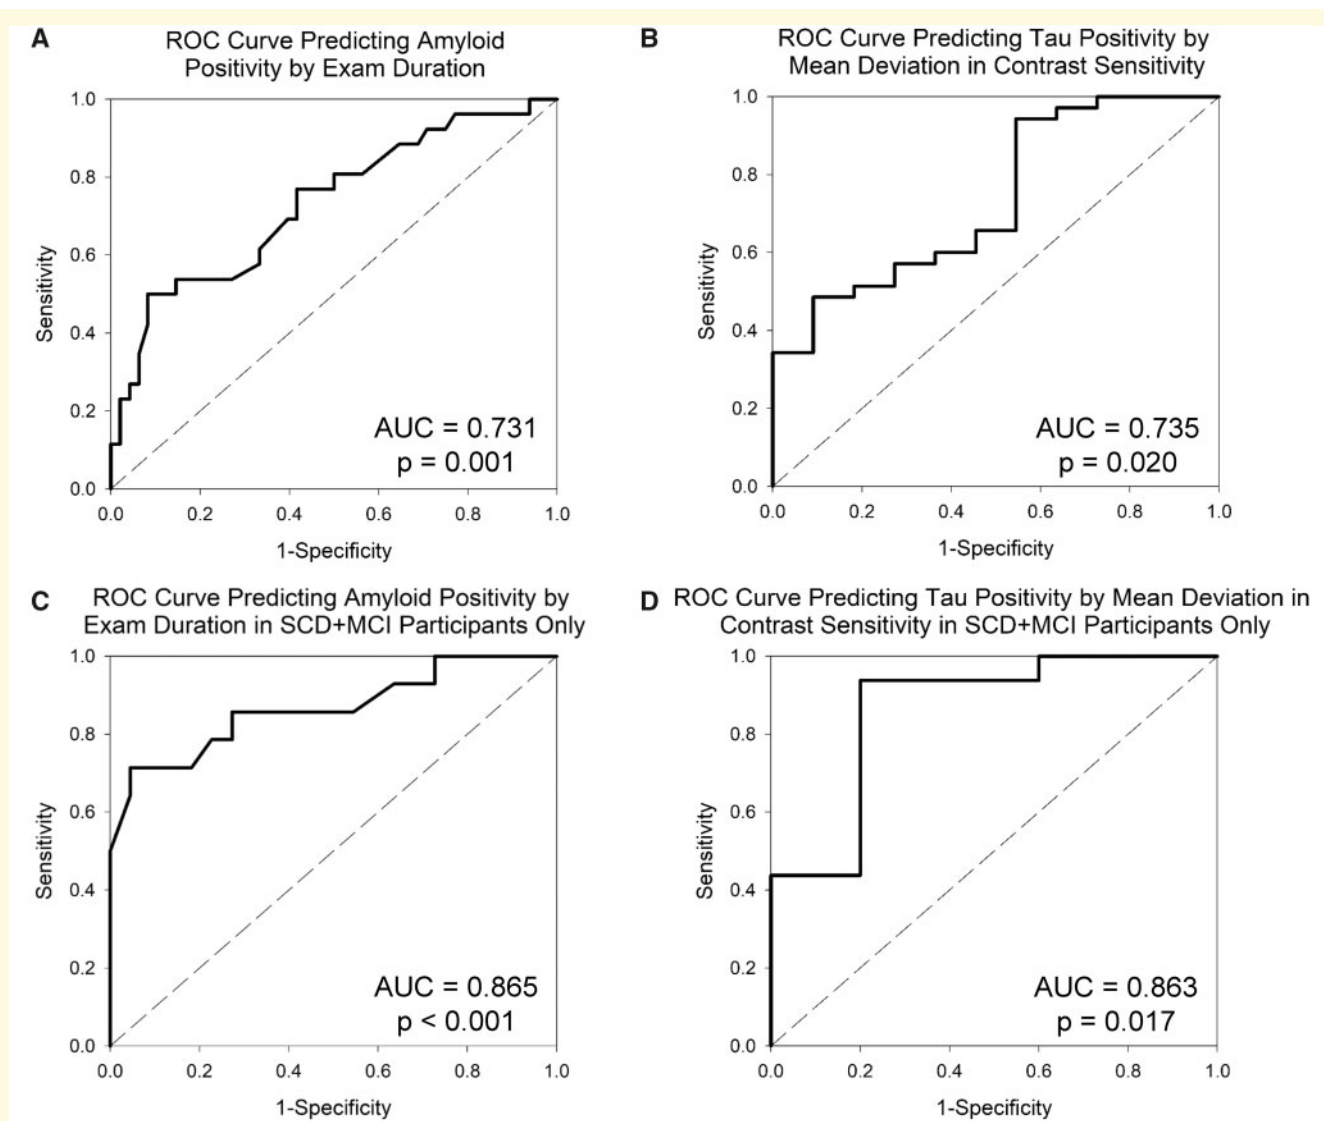 A
ROC Curve Predicting Amyloid
Positivity by Exam Duration
1.0
0.8
0.6
0.4
0.2
0.0
Sensitivity
AUC = 0.731
p = 0.001
0.0 0.2 0.4 0.6 0.8 1.0
1-Specificity
B
ROC Curve Predicting Tau Positivity by
Mean Deviation in Contrast Sensitivity
1.0
0.8
0.6
0.4
0.2
0.0
Sensitivity
AUC = 0.735
p = 0.020
0.0 0.2 0.4 0.6 0.8 1.0
1-Specificity
C
ROC Curve Predicting Amyloid Positivity by
Exam Duration in SCD+MCI Participants Only
1.0
0.8
0.6
0.4
0.2
0.0
Sensitivity
AUC = 0.865
p < 0.001
0.0 0.2 0.4 0.6 0.8 1.0
1-Specificity
D
ROC Curve Predicting Tau Positivity by Mean Deviation in
Contrast Sensitivity in SCD+MCI Participants Only
1.0
0.8
0.6
0.4
0.2
0.0
Sensitivity
AUC = 0.863
p = 0.017
0.0 0.2 0.4 0.6 0.8 1.0
1-Specificity